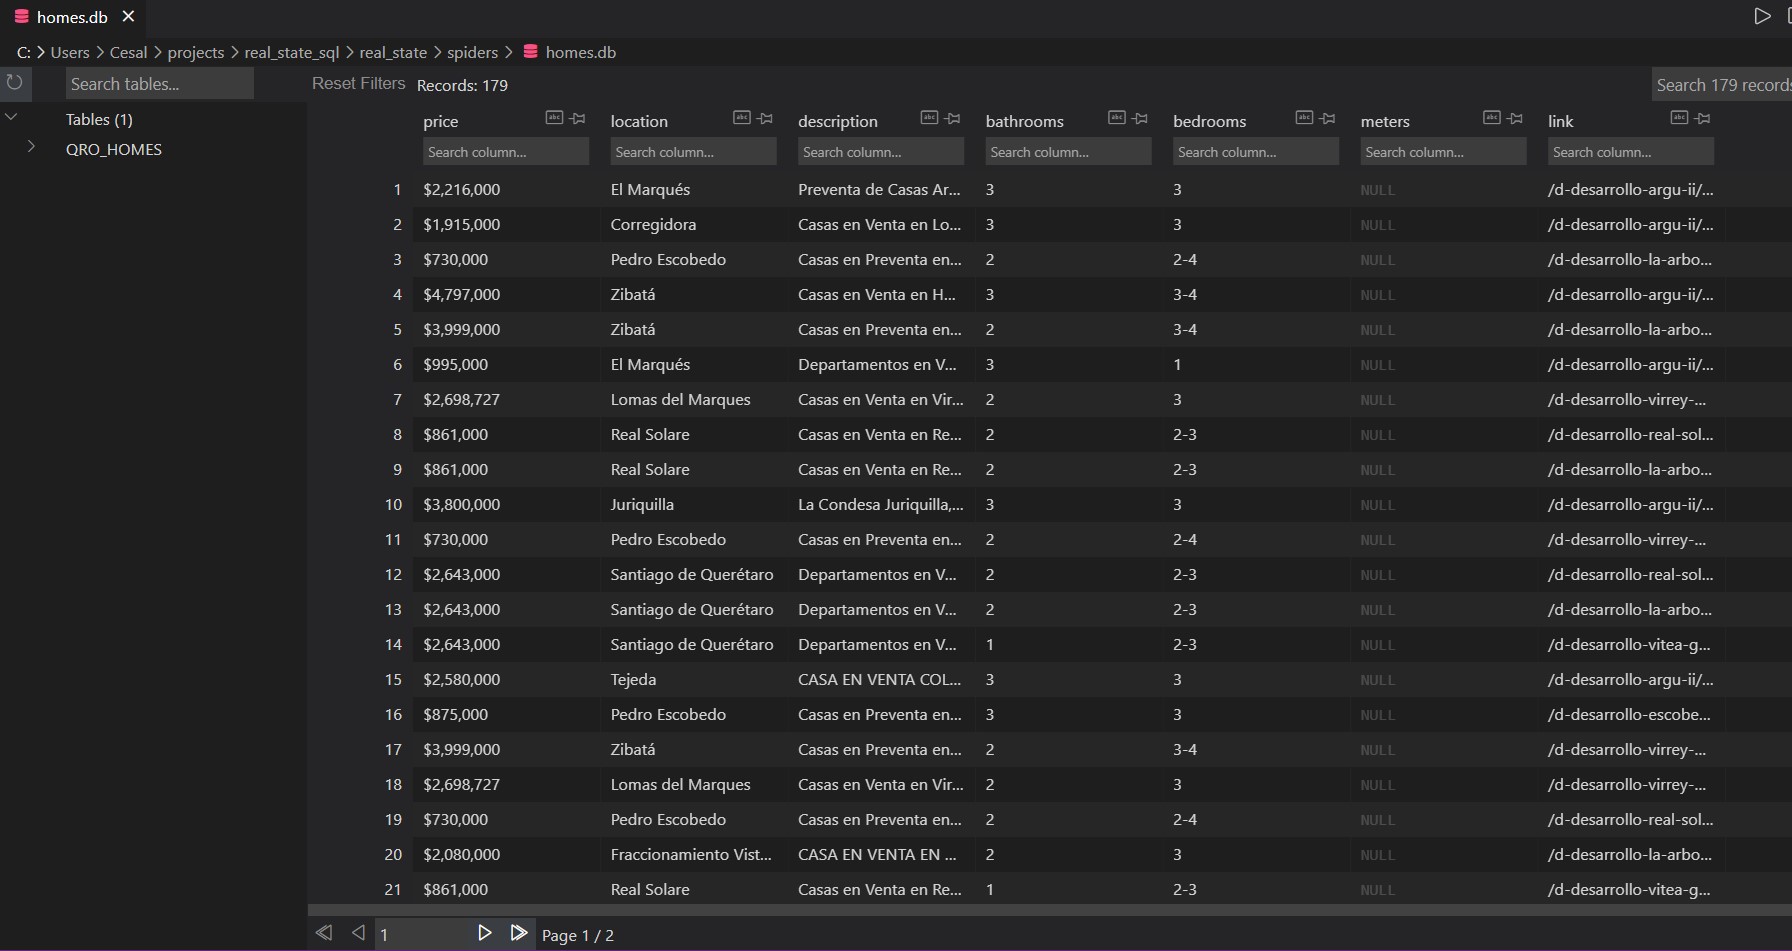 homes.db
C: > Users > Cesal > projects > real_state_sql > real_state > spiders > homes.db
Search tables...
Reset Filters Records: 179
Search 179 records
Tables (1)
QRO_HOMES
price location description bathrooms bedrooms meters link
Search column... Search column... Search column... Search column... Search column... Search column... Search column...
1 $2,216,000 El Marqués Preventa de Casas Ar... 3 3 NULL /d-desarrollo-argu-ii/...
2 $1,915,000 Corregidora Casas en Venta en Lo... 3 3 NULL /d-desarrollo-argu-ii/...
3 $730,000 Pedro Escobedo Casas en Preventa en... 2 2-4 NULL /d-desarrollo-la-arbo...
4 $4,797,000 Zibatá Casas en Venta en H... 3 3-4 NULL /d-desarrollo-argu-ii/...
5 $3,999,000 Zibatá Casas en Preventa en... 2 3-4 NULL /d-desarrollo-la-arbo...
6 $995,000 El Marqués Departamentos en V... 3 1 NULL /d-desarrollo-argu-ii/...
7 $2,698,727 Lomas del Marques Casas en Venta en Vir... 2 3 NULL /d-desarrollo-virrey-...
8 $861,000 Real Solare Casas en Venta en Re... 2 2-3 NULL /d-desarrollo-real-sol...
9 $861,000 Real Solare Casas en Venta en Re... 2 2-3 NULL /d-desarrollo-la-arbo...
10 $3,800,000 Juriquilla La Condesa Juriquilla,... 3 3 NULL /d-desarrollo-argu-ii/...
11 $730,000 Pedro Escobedo Casas en Preventa en... 2 2-4 NULL /d-desarrollo-virrey-...
12 $2,643,000 Santiago de Querétaro Departamentos en V... 2 2-3 NULL /d-desarrollo-real-sol...
13 $2,643,000 Santiago de Querétaro Departamentos en V... 2 2-3 NULL /d-desarrollo-la-arbo...
14 $2,643,000 Santiago de Querétaro Departamentos en V... 1 2-3 NULL /d-desarrollo-vitea-g...
15 $2,580,000 Tejeda CASA EN VENTA COL... 3 3 NULL /d-desarrollo-argu-ii/...
16 $875,000 Pedro Escobedo Casas en Preventa en... 3 3 NULL /d-desarrollo-escobe...
17 $3,999,000 Zibatá Casas en Preventa en... 2 3-4 NULL /d-desarrollo-virrey-...
18 $2,698,727 Lomas del Marques Casas en Venta en Vir... 2 3 NULL /d-desarrollo-virrey-...
19 $730,000 Pedro Escobedo Casas en Preventa en... 2 2-4 NULL /d-desarrollo-real-sol...
20 $2,080,000 Fraccionamiento Vist... CASA EN VENTA EN ... 2 3 NULL /d-desarrollo-la-arbo...
21 $861,000 Real Solare Casas en Venta en Re... 1 2-3 NULL /d-desarrollo-vitea-g...
1 Page 1 / 2